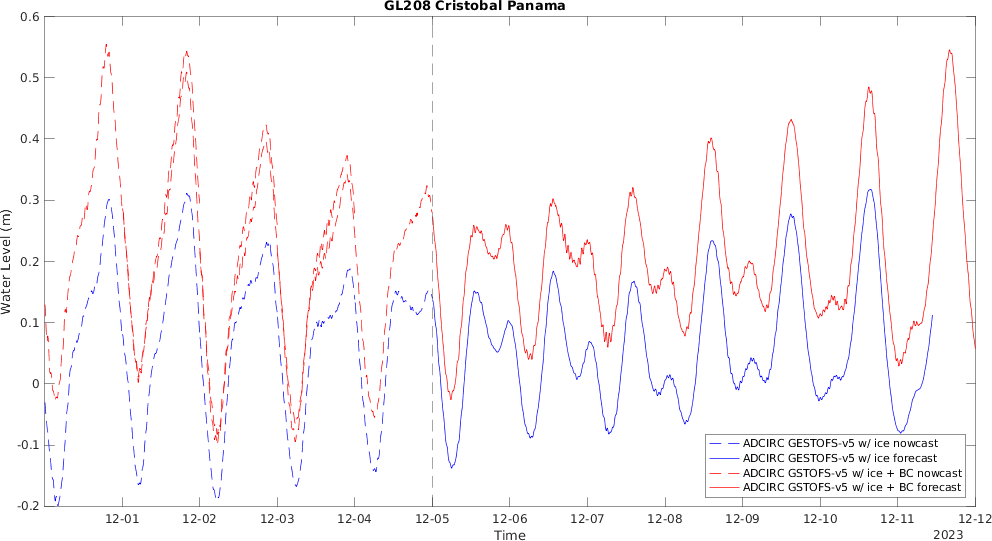 GL208 Cristobal Panama
0.6
0.5
0.4
0.3
0.2
0.1
0
-0.1
-0.2
Water Level (m)
12-01 12-02 12-03 12-04 12-05 12-06 12-07 12-08 12-09 12-10 12-11 12-12
Time
2023
ADCIRC GESTOFS-v5 w/ ice nowcast
ADCIRC GESTOFS-v5 w/ ice forecast
ADCIRC GSTOFS-v5 w/ ice + BC nowcast
ADCIRC GSTOFS-v5 w/ ice + BC forecast